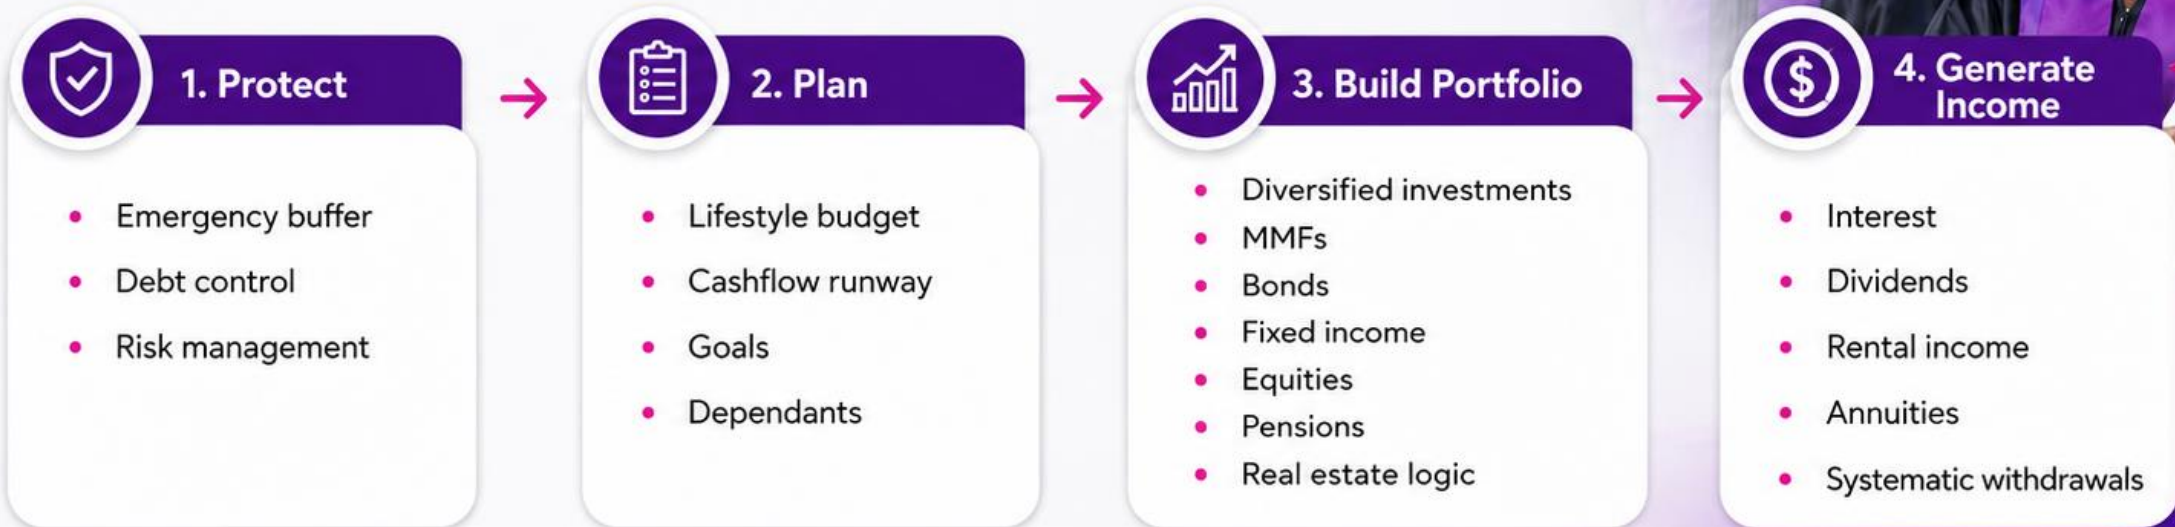 1. Protect
Emergency buffer
Debt control
Risk management
2. Plan
Lifestyle budget
Cashflow runway
Goals
Dependants
3. Build Portfolio
Diversified investments
MMFs
Bonds
Fixed income
Equities
Pensions
Real estate logic
4. Generate
Income
Interest
Dividends
Rental income
Annuities
Systematic withdrawals